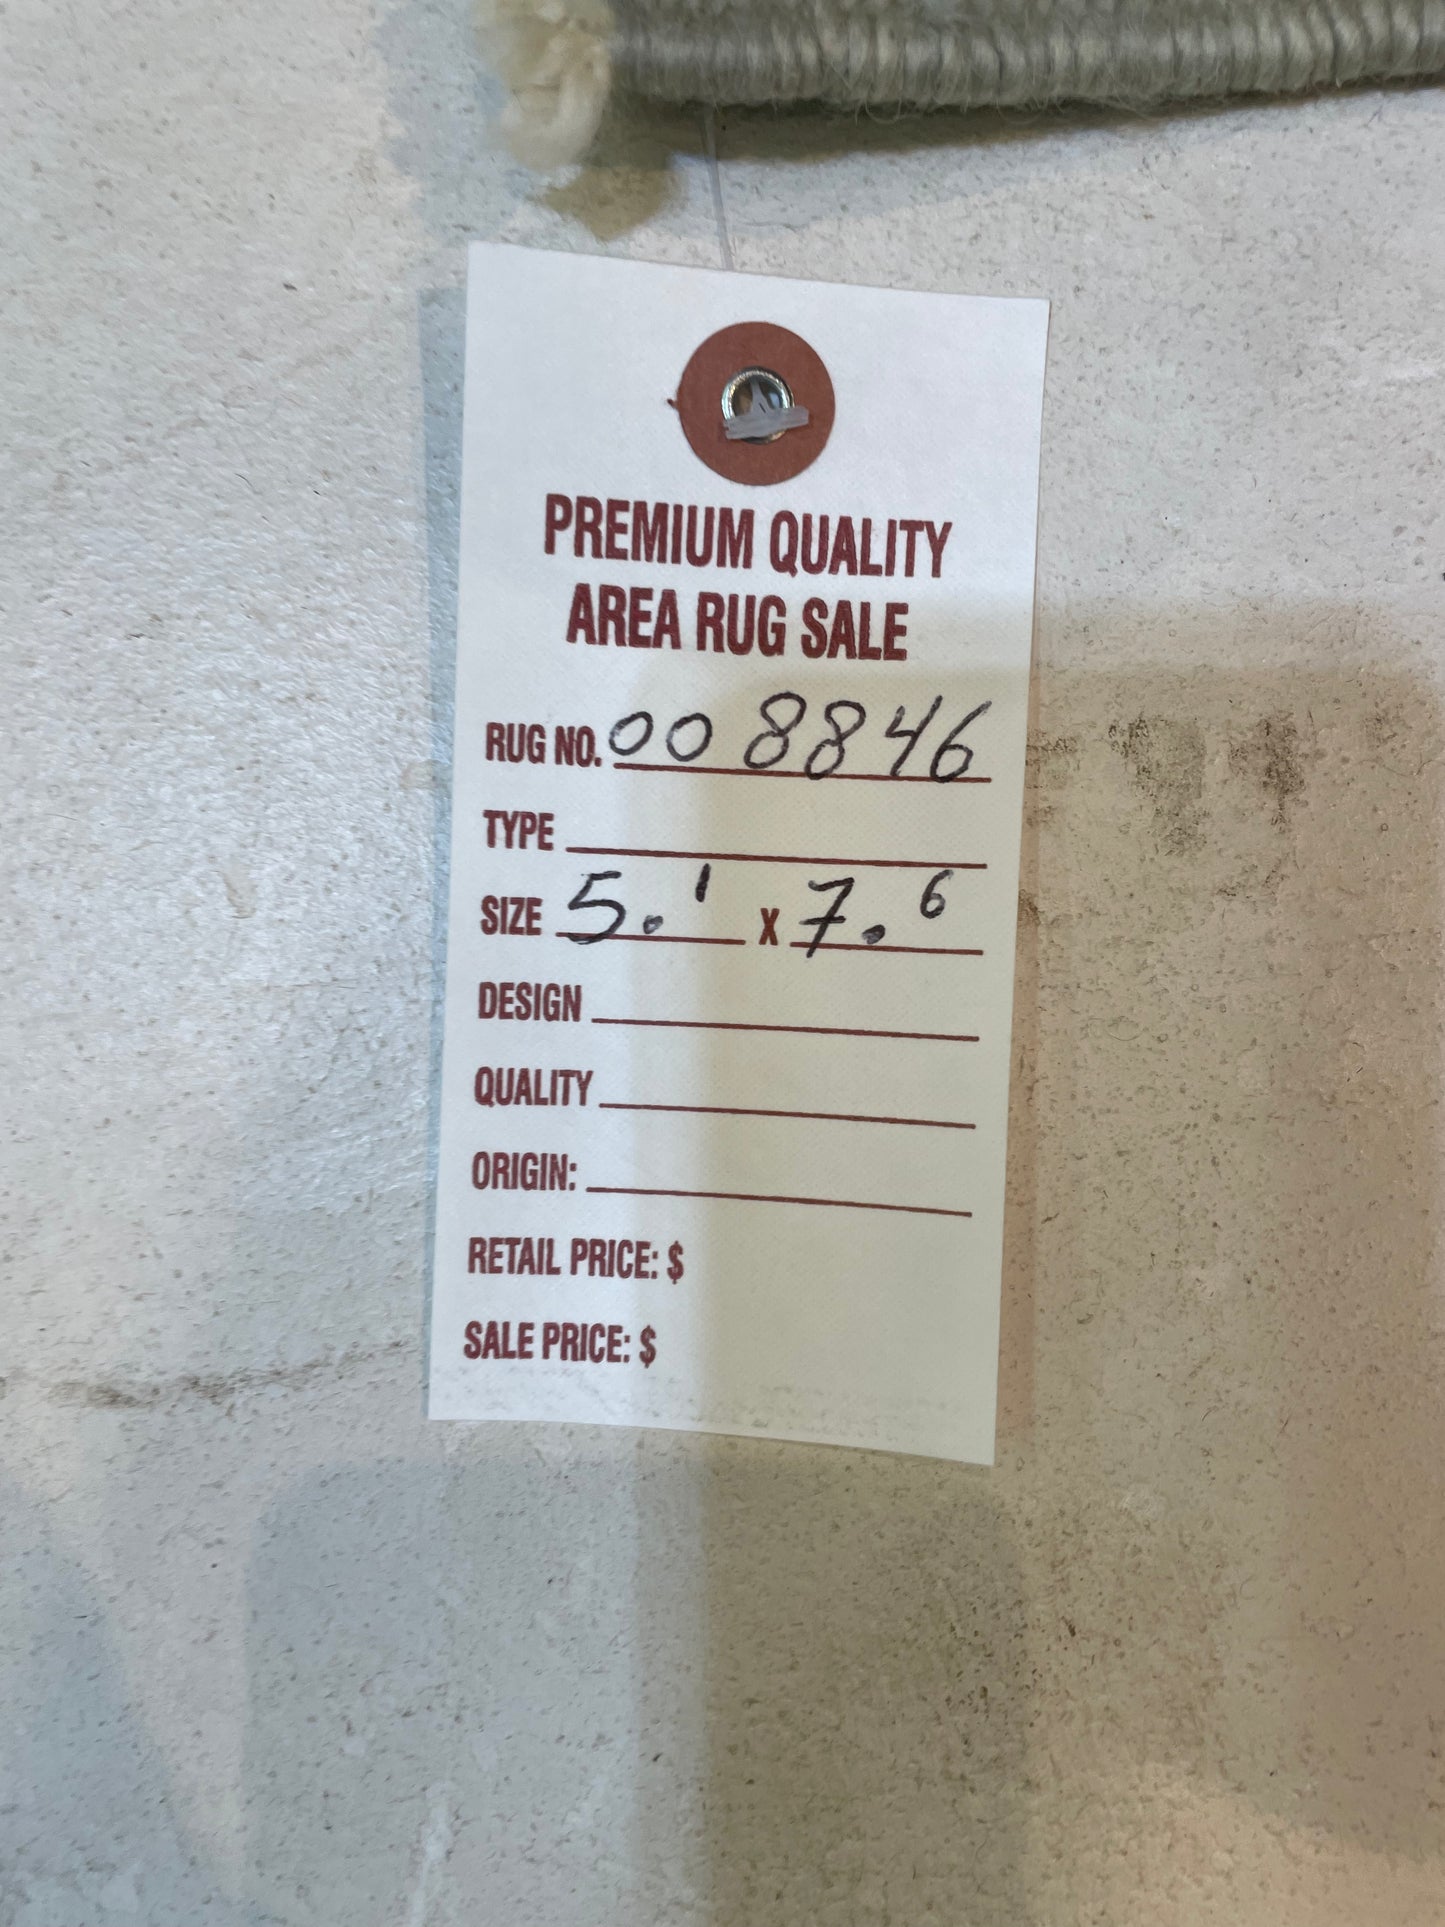 PREMIUM QUALITY
AREA RUG SALE
RUG NO. 008846
TYPE
SIZE 5.' x 7.6
DESIGN
QUALITY
ORIGIN:
RETAIL PRICE: $
SALE PRICE: $